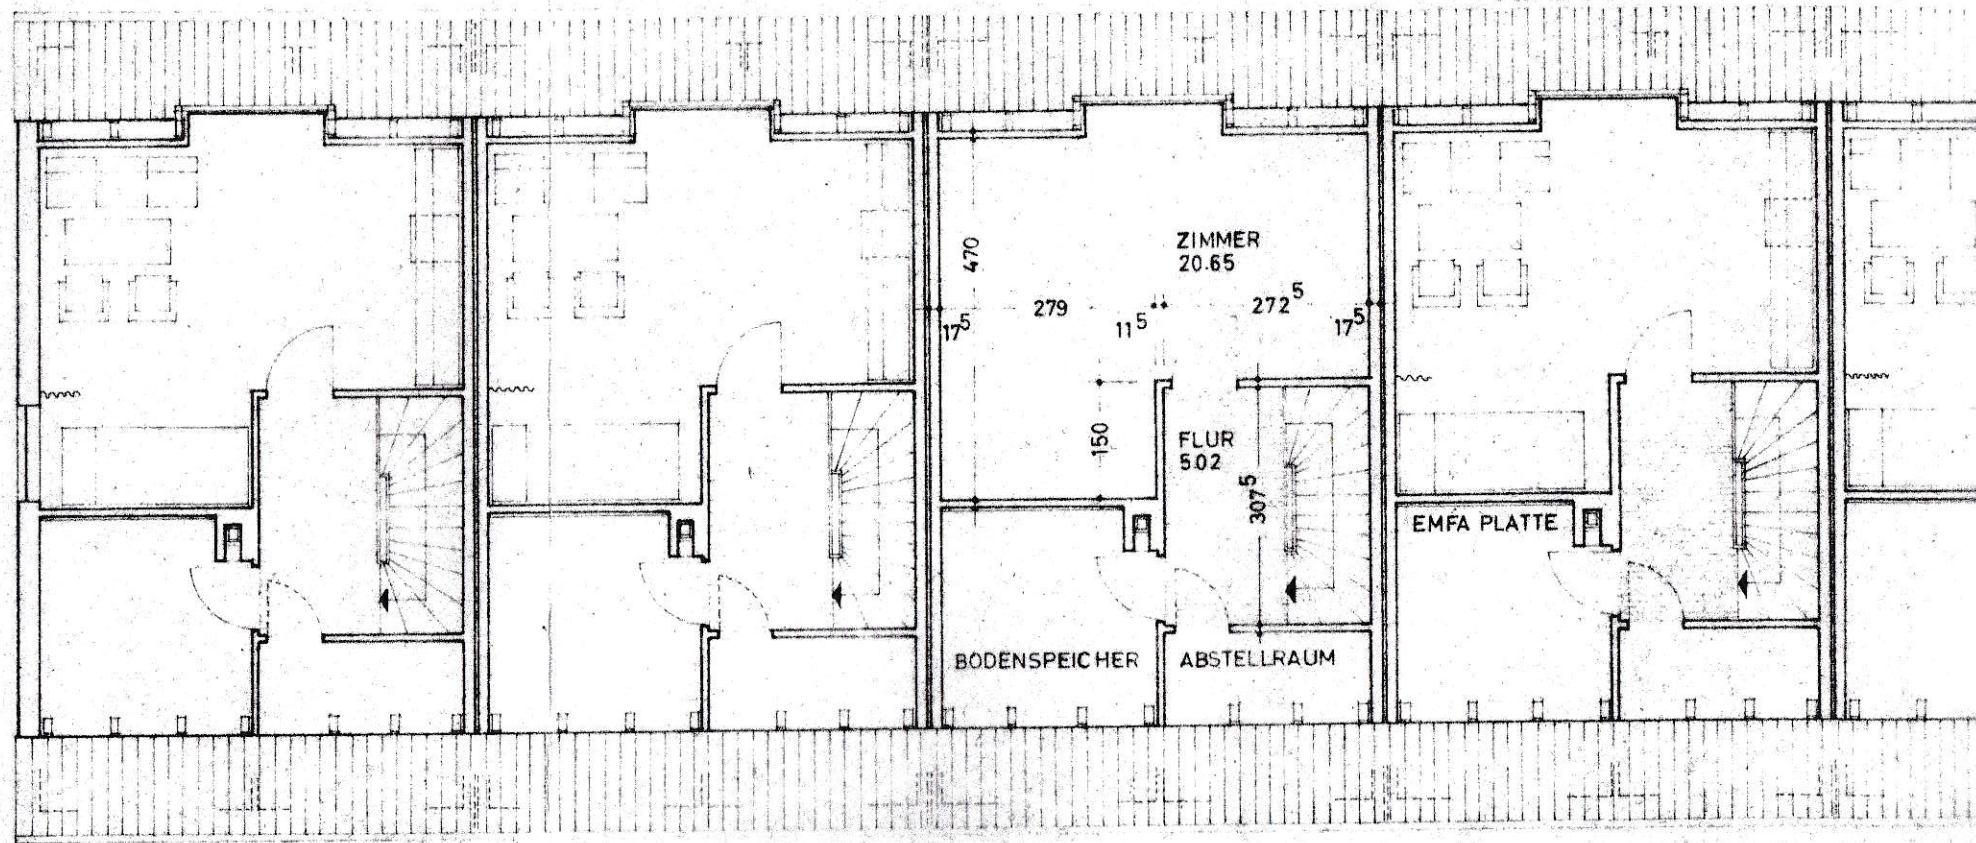 ZIMMER
20.65
470
279
11⁵
272⁵
17⁵
17⁵
150
FLUR
5.02
307⁵
EMFA PLATTE
BODENSPEICHER
ABSTELLRAUM